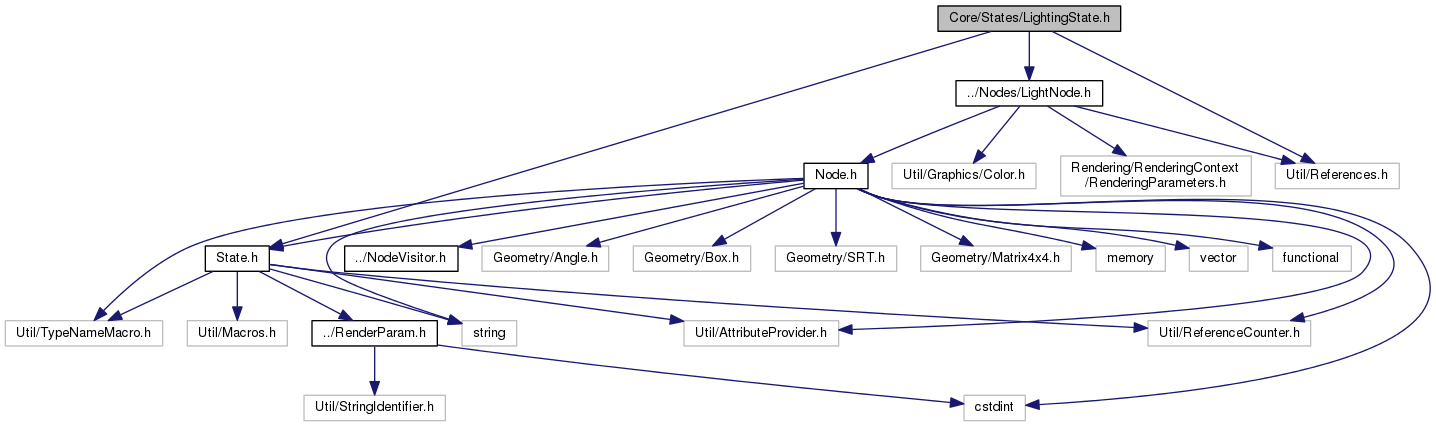 Core/States/LightingState.h
../Nodes/LightNode.h
Node.h
Util/Graphics/Color.h
Rendering/RenderingContext
/RenderingParameters.h
Util/References.h
State.h
../NodeVisitor.h
Geometry/Angle.h
Geometry/Box.h
Geometry/SRT.h
Geometry/Matrix4x4.h
memory
vector
functional
Util/TypeNameMacro.h
Util/Macros.h
../RenderParam.h
string
Util/AttributeProvider.h
Util/ReferenceCounter.h
Util/StringIdentifier.h
cstdint